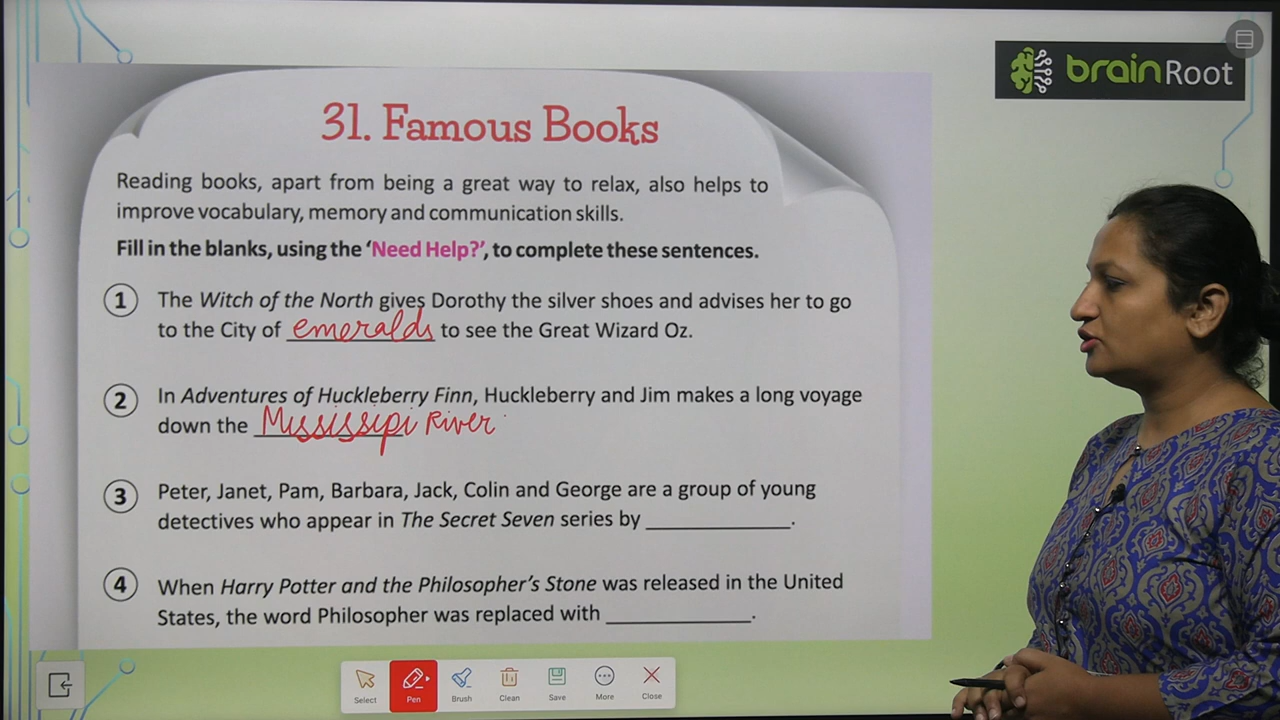 brainRoot
31. Famous Books
Reading books, apart from being a great way to relax, also helps to
improve vocabulary, memory and communication skills.
Fill in the blanks, using the ‘Need Help?’, to complete these sentences.
1 The Witch of the North gives Dorothy the silver shoes and advises her to go
to the City of emeralds to see the Great Wizard Oz.
2 In Adventures of Huckleberry Finn, Huckleberry and Jim makes a long voyage
down the Mississipi River
3 Peter, Janet, Pam, Barbara, Jack, Colin and George are a group of young
detectives who appear in The Secret Seven series by ____________.
4 When Harry Potter and the Philosopher’s Stone was released in the United
States, the word Philosopher was replaced with ____________.
Select Pen Brush Clean Save More Close